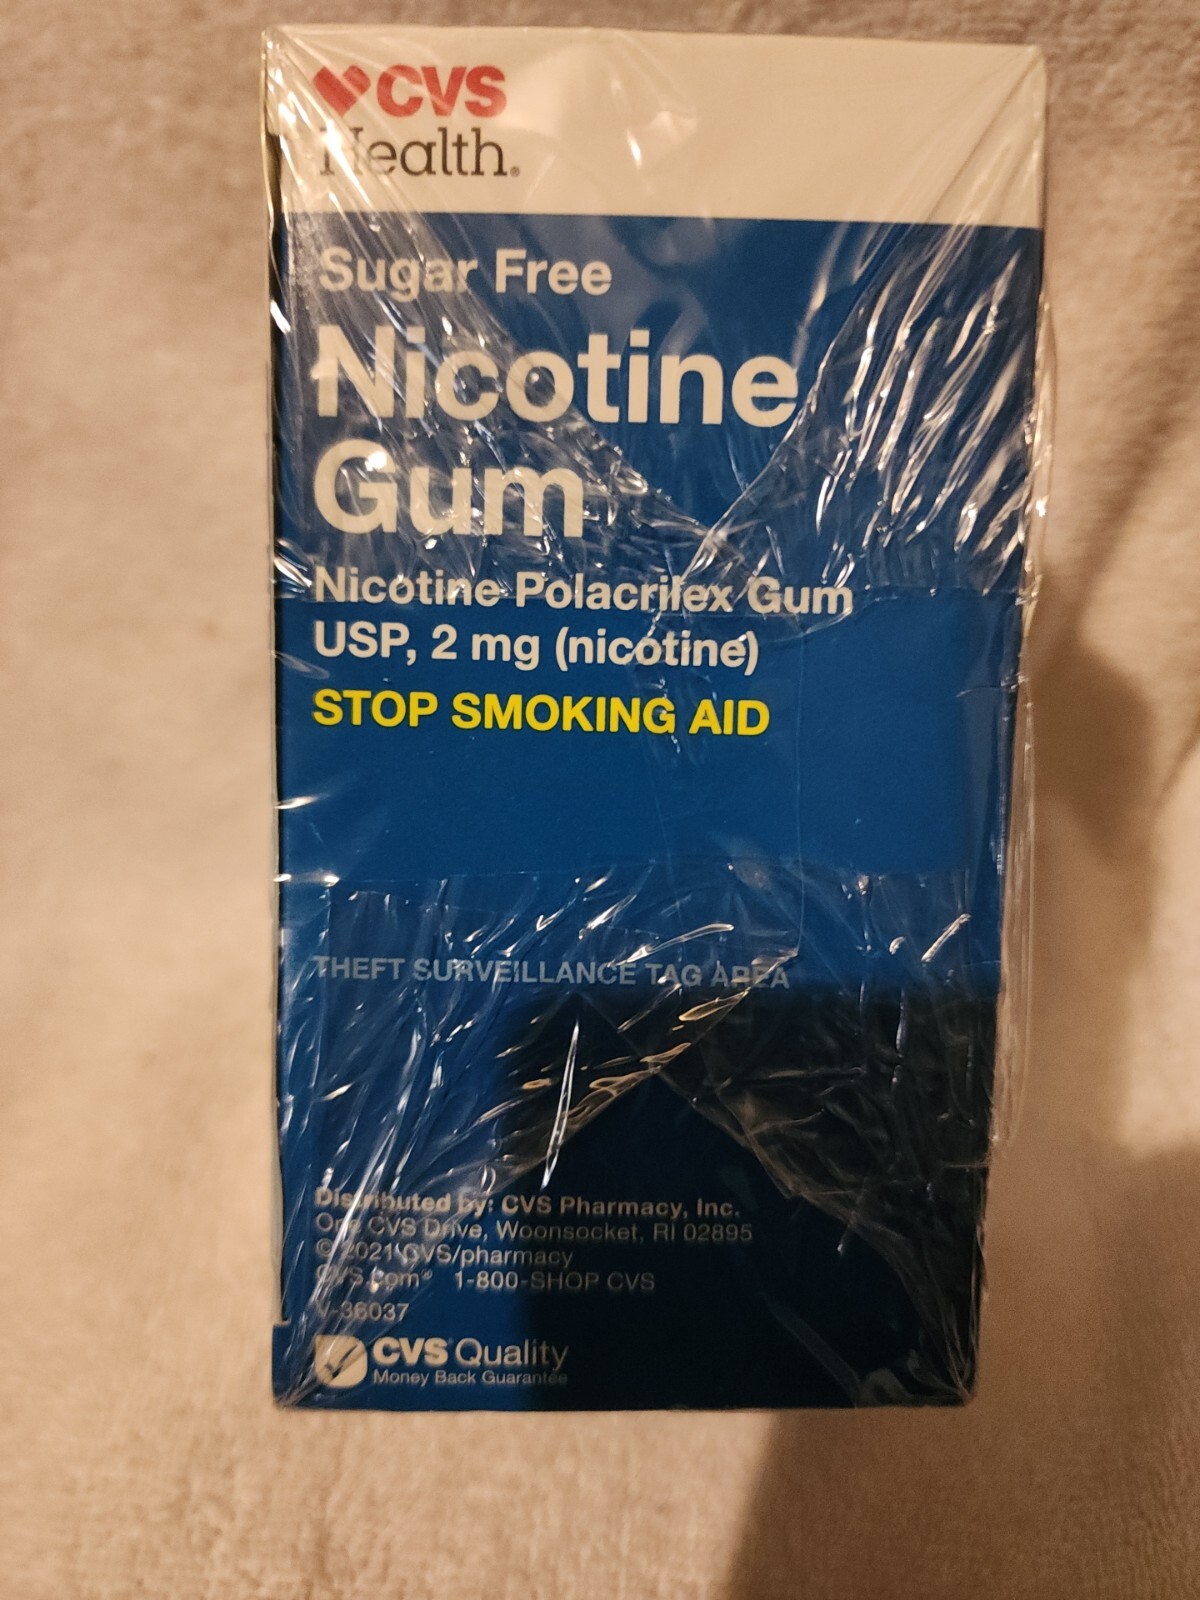 CVS
Health®
Sugar Free
Nicotine
Gum
Nicotine Polacrilex Gum
USP, 2 mg (nicotine)
STOP SMOKING AID
THEFT SURVEILLANCE TAG AREA
Distributed by: CVS Pharmacy, Inc.
One CVS Drive, Woonsocket, RI 02895
© 2021 CVS/pharmacy
CVS.com® 1-800-SHOP CVS
V-36037
CVS® Quality
Money Back Guarantee